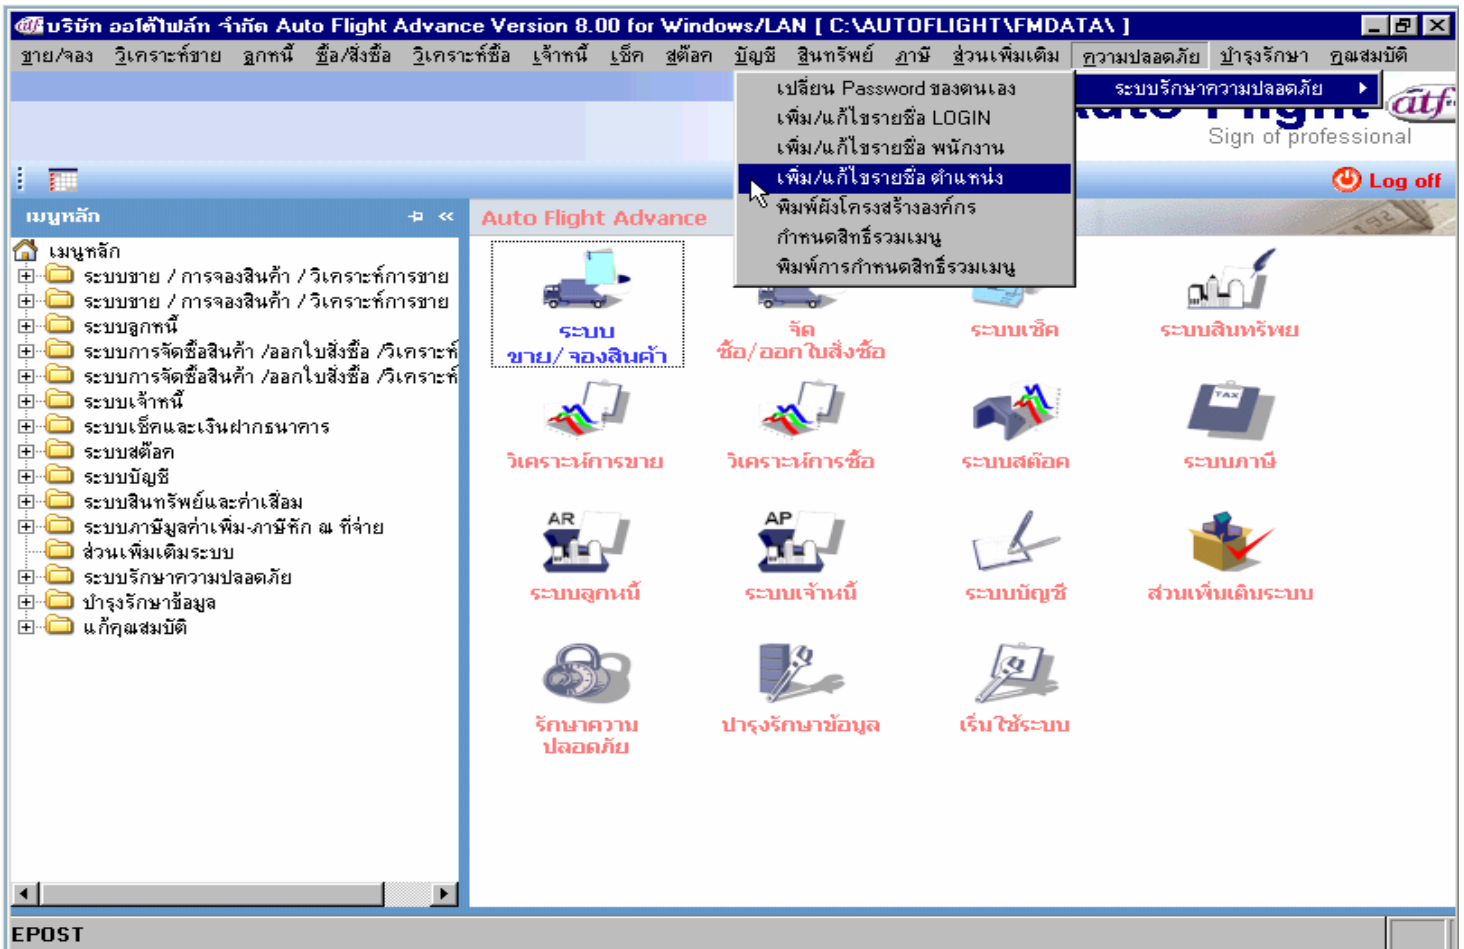 atf บริษัท ออโต้ไฟล์ท จำกัด Auto Flight Advance Version 8.00 for Windows/LAN [ C:\AUTOFLIGHT\FMDATA\ ]
ขาย/จอง วิเคราะห์ขาย ลูกหนี้ ซื้อ/สั่งซื้อ วิเคราะห์ซื้อ เจ้าหนี้ เช็ค สต๊อค บัญชี สินทรัพย์ ภาษี ส่วนเพิ่มเติม ความปลอดภัย บำรุงรักษา คุณสมบัติ
ระบบรักษาความปลอดภัย
เปลี่ยน Password ของตนเอง
เพิ่ม/แก้ไขรายชื่อ LOGIN
เพิ่ม/แก้ไขรายชื่อ พนักงาน
เพิ่ม/แก้ไขรายชื่อ ตำแหน่ง
พิมพ์ผังโครงสร้างองค์กร
กำหนดสิทธิ์รวมเมนู
พิมพ์การกำหนดสิทธิ์รวมเมนู
atf
Sign of professional
Log off
เมนูหลัก
Auto Flight Advance
เมนูหลัก
ระบบขาย / การจองสินค้า / วิเคราะห์การขาย
ระบบขาย / การจองสินค้า / วิเคราะห์การขาย
ระบบลูกหนี้
ระบบการจัดซื้อสินค้า /ออกใบสั่งซื้อ /วิเคราะห์
ระบบการจัดซื้อสินค้า /ออกใบสั่งซื้อ /วิเคราะห์
ระบบเจ้าหนี้
ระบบเช็คและเงินฝากธนาคาร
ระบบสต๊อค
ระบบบัญชี
ระบบสินทรัพย์และค่าเสื่อม
ระบบภาษีมูลค่าเพิ่ม-ภาษีหัก ณ ที่จ่าย
ส่วนเพิ่มเติมระบบ
ระบบรักษาความปลอดภัย
บำรุงรักษาข้อมูล
แก้คุณสมบัติ
ระบบ
ขาย/ จองสินค้า
จัด
ซื้อ/ออกใบสั่งซื้อ
ระบบเช็ค
ระบบสินทรัพย
วิเคราะห์การขาย
วิเคราะห์การซื้อ
ระบบสต๊อค
TAX
ระบบภาษี
AR
ระบบลูกหนี้
AP
ระบบเจ้าหนี้
ระบบบัญชี
ส่วนเพิ่มเติมระบบ
รักษาความ
ปลอดภัย
บำรุงรักษาข้อมูล
เริ่มใช้ระบบ
EPOST